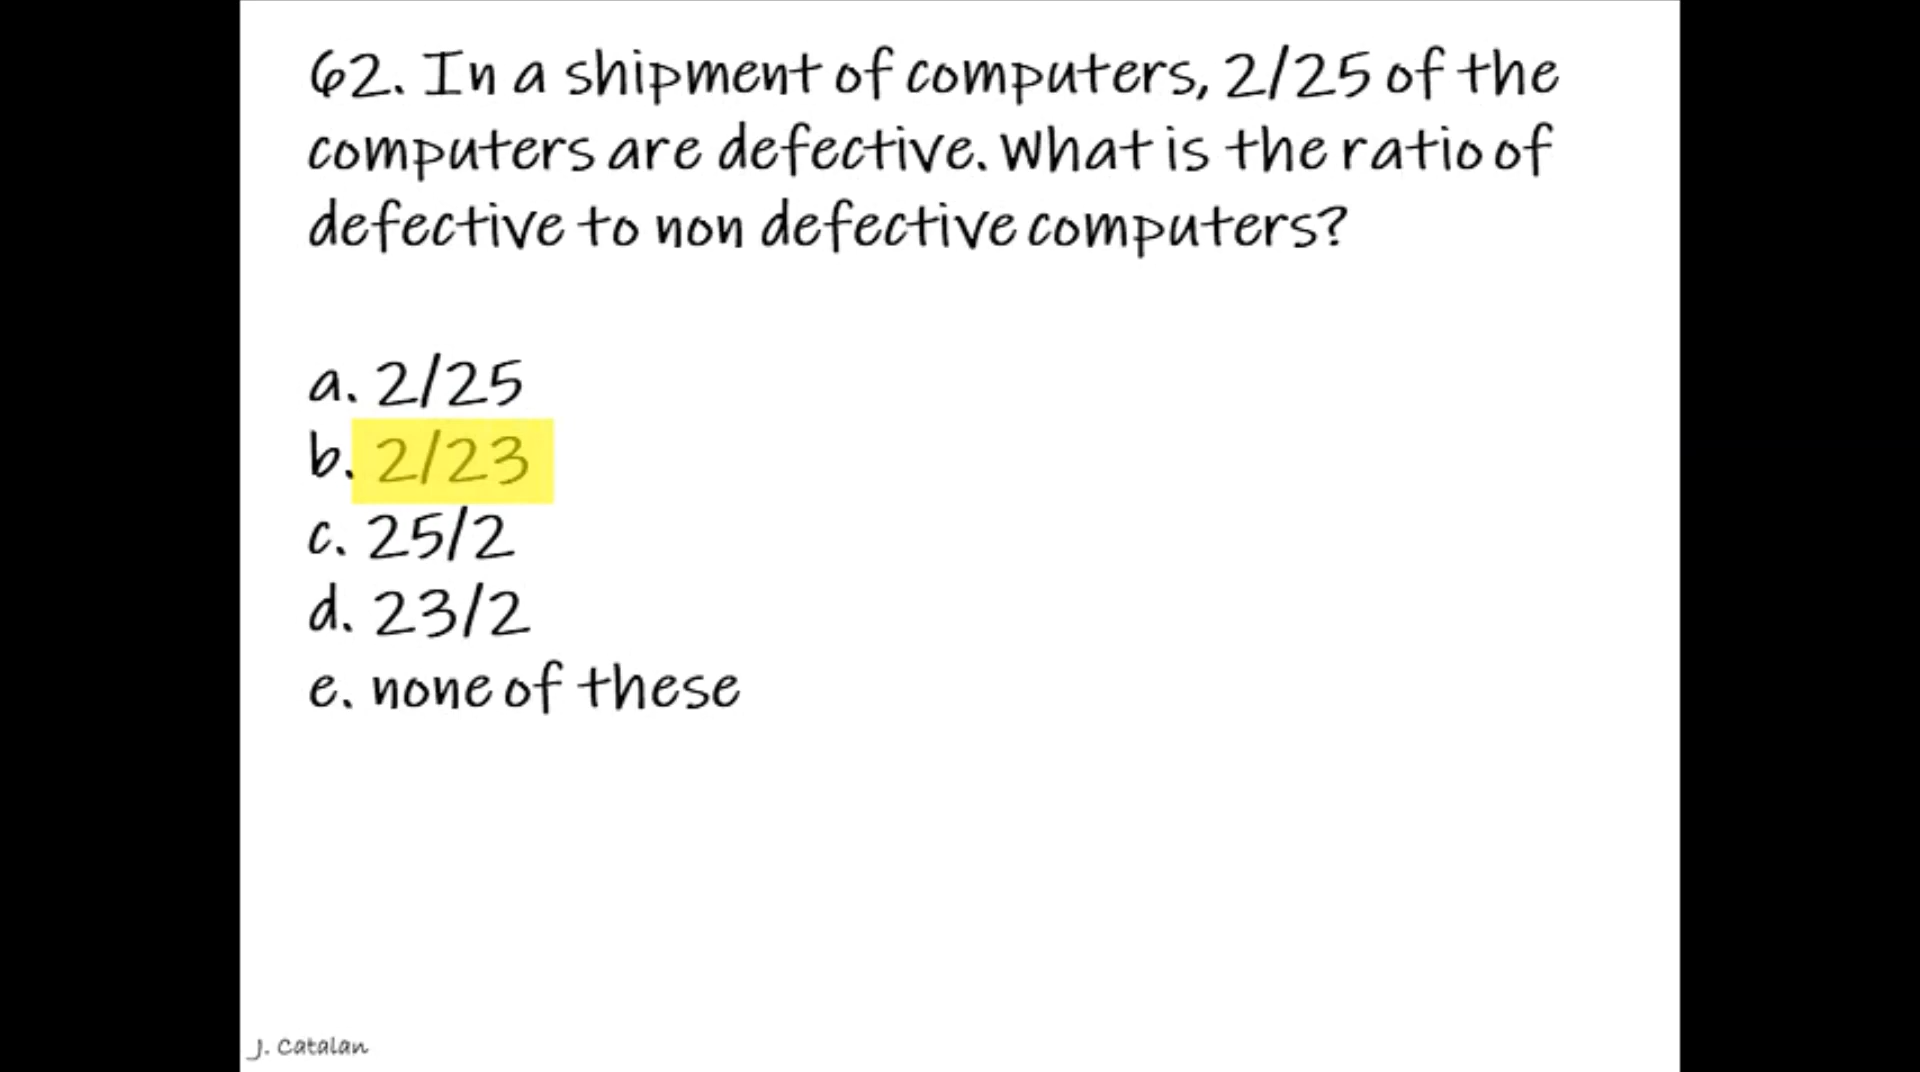 62. In a shipment of computers, 2/25 of the
computers are defective. What is the ratio of
defective to non defective computers?
a. 2/25
b. 2/23
c. 25/2
d. 23/2
e. none of these
J. Catalan